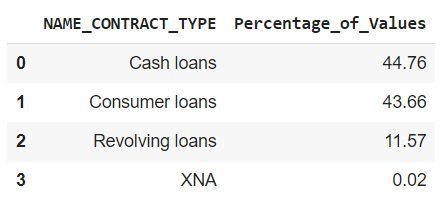 NAME_CONTRACT_TYPE Percentage_of_Values
0 Cash loans 44.76
1 Consumer loans 43.66
2 Revolving loans 11.57
3 XNA 0.02